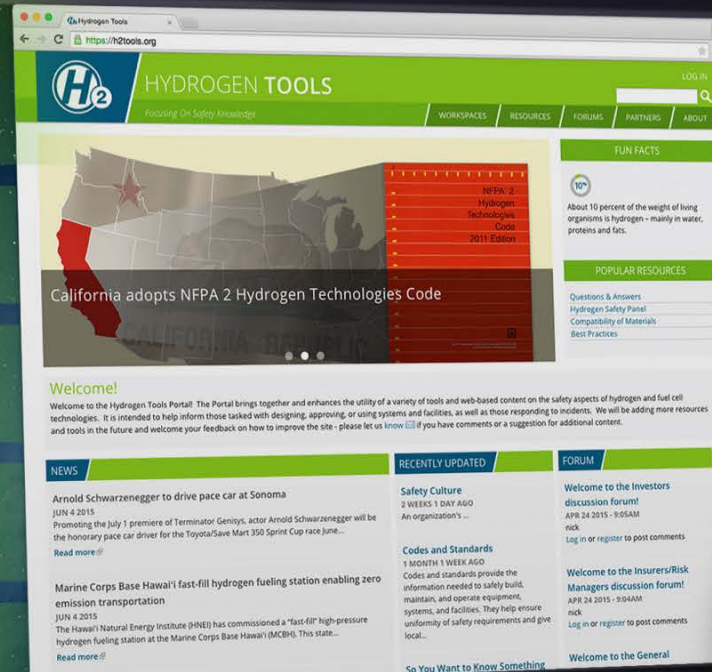 Hydrogen Tools
https://h2tools.org
LOG IN
H2
HYDROGEN TOOLS
Focusing On Safety Knowledge
WORKSPACES
RESOURCES
FORUMS
PARTNERS
ABOUT
NFPA 2
Hydrogen
Technologies
Code
2011 Edition
California adopts NFPA 2 Hydrogen Technologies Code
CALIFORNIA REPUBLIC
FUN FACTS
10%
About 10 percent of the weight of living
organisms is hydrogen – mainly in water,
proteins and fats.
POPULAR RESOURCES
Questions & Answers
Hydrogen Safety Panel
Compatibility of Materials
Best Practices
Welcome!
Welcome to the Hydrogen Tools Portal! The Portal brings together and enhances the utility of a variety of tools and web-based content on the safety aspects of hydrogen and fuel cell
technologies. It is intended to help inform those tasked with designing, approving, or using systems and facilities, as well as those responding to incidents. We will be adding more resources
and tools in the future and welcome your feedback on how to improve the site - please let us know if you have comments or a suggestion for additional content.
NEWS
Arnold Schwarzenegger to drive pace car at Sonoma
JUN 4 2015
Promoting the July 1 premiere of Terminator Genisys, actor Arnold Schwarzenegger will be
the honorary pace car driver for the Toyota/Save Mart 350 Sprint Cup race June...
Read more
Marine Corps Base Hawai'i fast-fill hydrogen fueling station enabling zero
emission transportation
JUN 4 2015
The Hawai'i Natural Energy Institute (HNEI) has commissioned a "fast-fill" high-pressure
hydrogen fueling station at the Marine Corps Base Hawai'i (MCBH). This state...
Read more
RECENTLY UPDATED
Safety Culture
2 WEEKS 1 DAY AGO
An organization's ...
Codes and Standards
1 MONTH 1 WEEK AGO
Codes and standards provide the
information needed to safely build,
maintain, and operate equipment,
systems, and facilities. They help ensure
uniformity of safety requirements and give
local...
So You Want to Know Something
FORUM
Welcome to the Investors
discussion forum!
APR 24 2015 - 9:05AM
nick
Log in or register to post comments
Welcome to the Insurers/Risk
Managers discussion forum!
APR 24 2015 - 9:04AM
nick
Log in or register to post comments
Welcome to the General